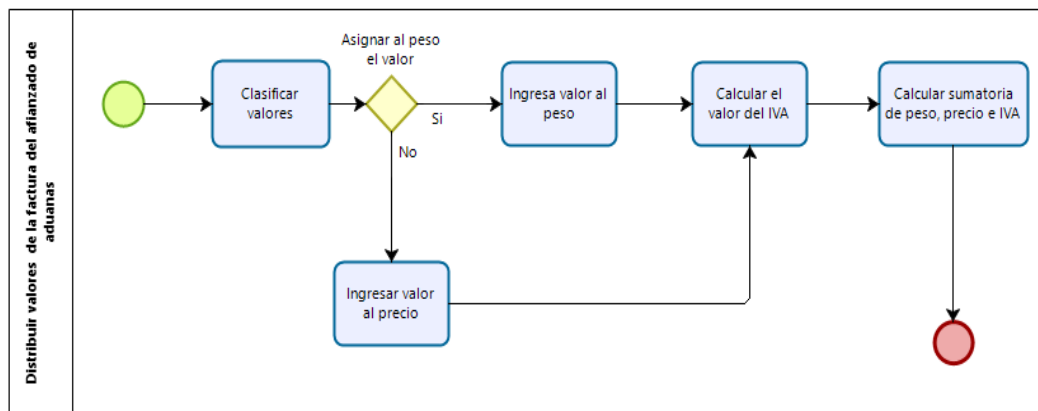 Distribuir valores de la factura del afianzado de
aduanas
Asignar al peso
el valor
Clasificar
valores
Si
No
Ingresa valor al
peso
Calcular el
valor del IVA
Calcular sumatoria
de peso, precio e IVA
Ingresar valor
al precio